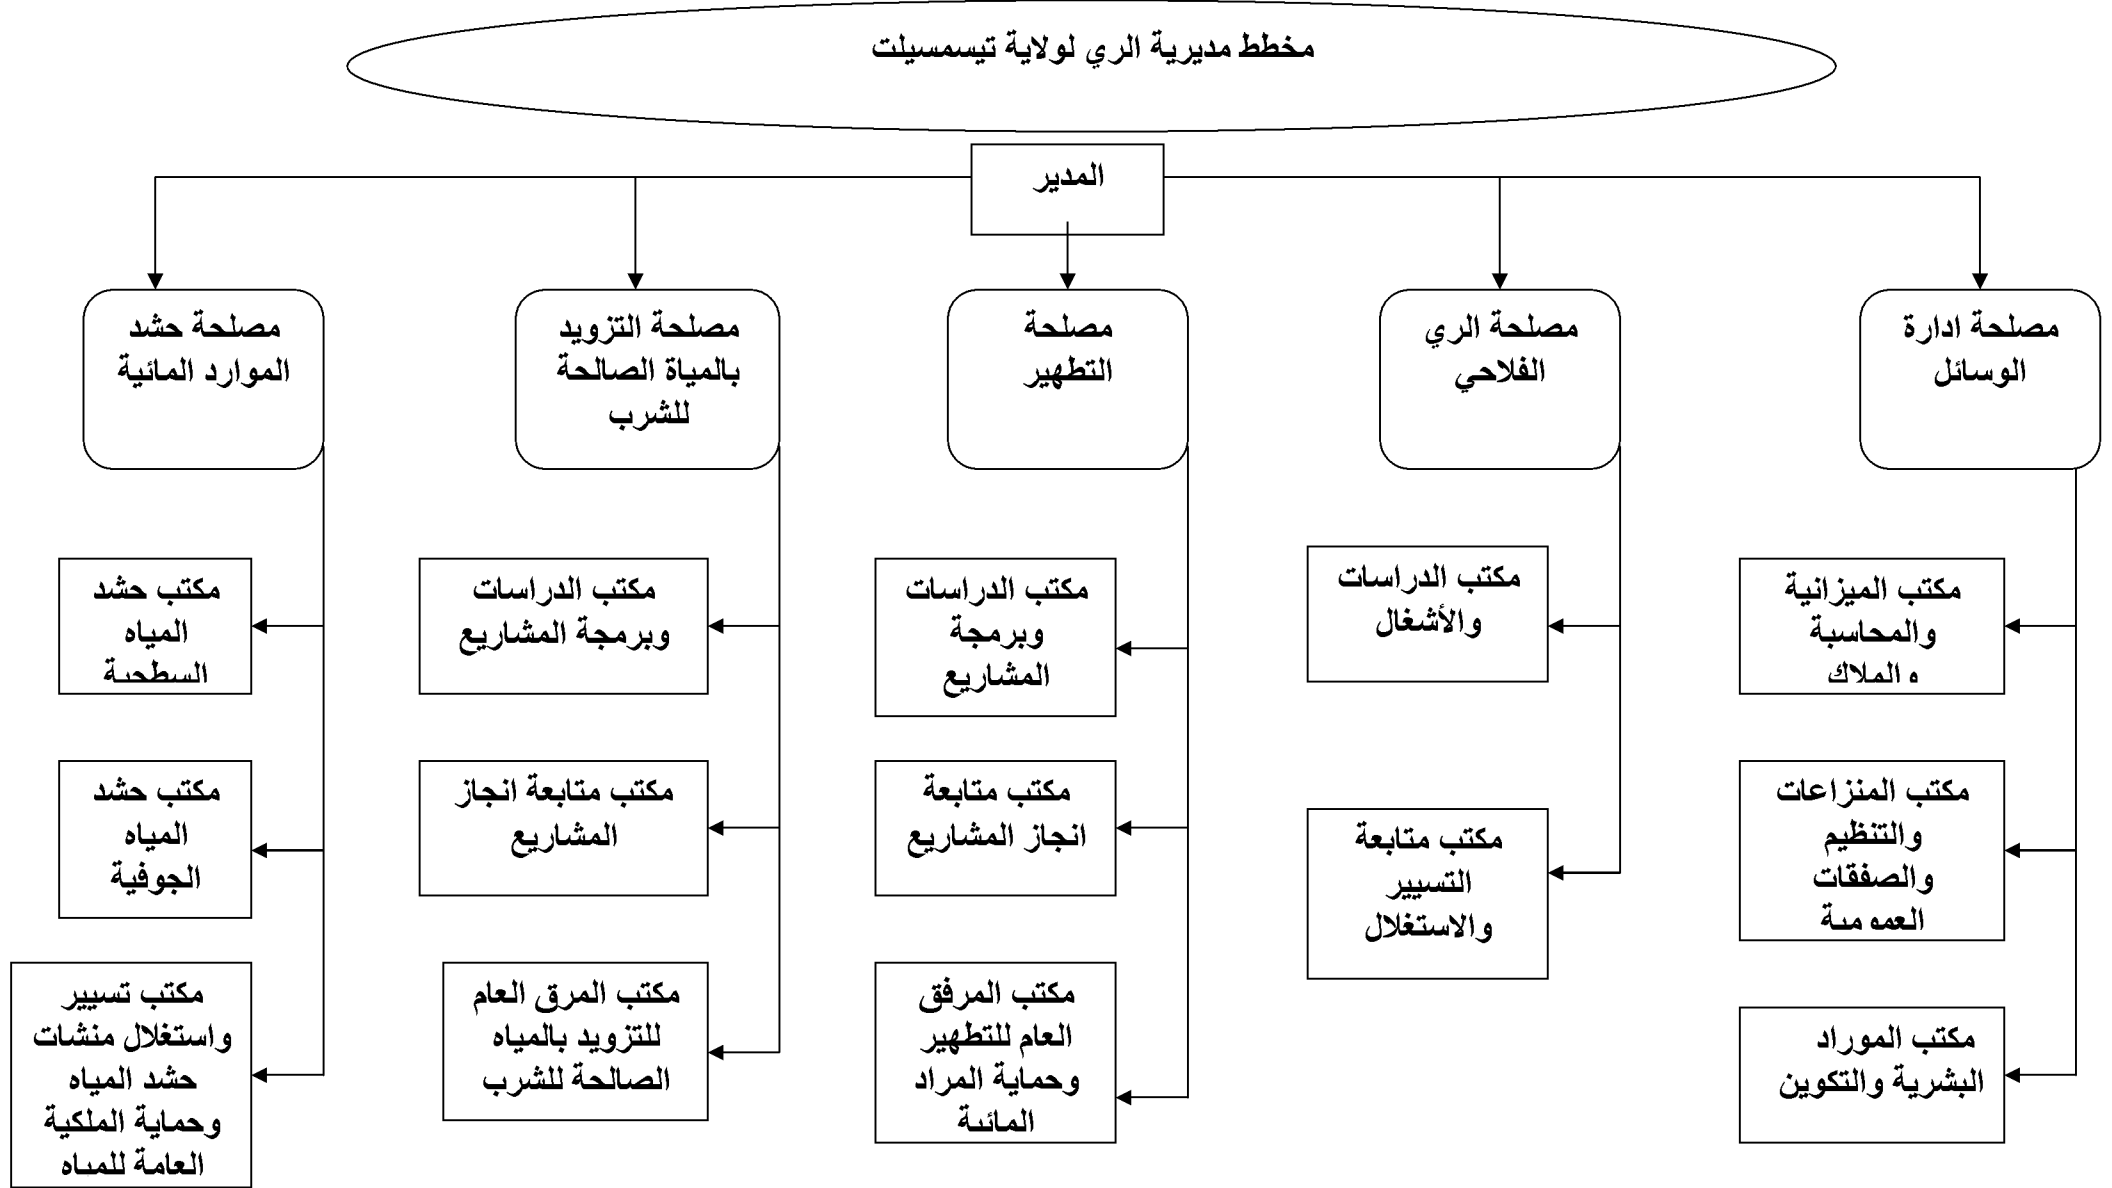 مخطط مديرية الري لولاية تيسمسيلت
المدير
مصلحة ادارة
الوسائل
مصلحة الري
الفلاحي
مصلحة
التطهير
مصلحة التزويد
بالمياة الصالحة
للشرب
مصلحة حشد
الموارد المائية
مكتب الميزانية
والمحاسبة
والملاك
مكتب المنزاعات
والتنظيم
والصفقات
العمومية
مكتب الموراد
البشرية والتكوين
مكتب الدراسات
والأشغال
مكتب متابعة
التسيير
والاستغلال
مكتب الدراسات
وبرمجة
المشاريع
مكتب متابعة
انجاز المشاريع
مكتب المرفق
العام للتطهير
وحماية المراد
المائية
مكتب الدراسات
وبرمجة المشاريع
مكتب متابعة انجاز
المشاريع
مكتب المرق العام
للتزويد بالمياه
الصالحة للشرب
مكتب حشد
المياه
السطحية
مكتب حشد
المياه
الجوفية
مكتب تسيير
واستغلال منشات
حشد المياه
وحماية الملكية
العامة للمياه